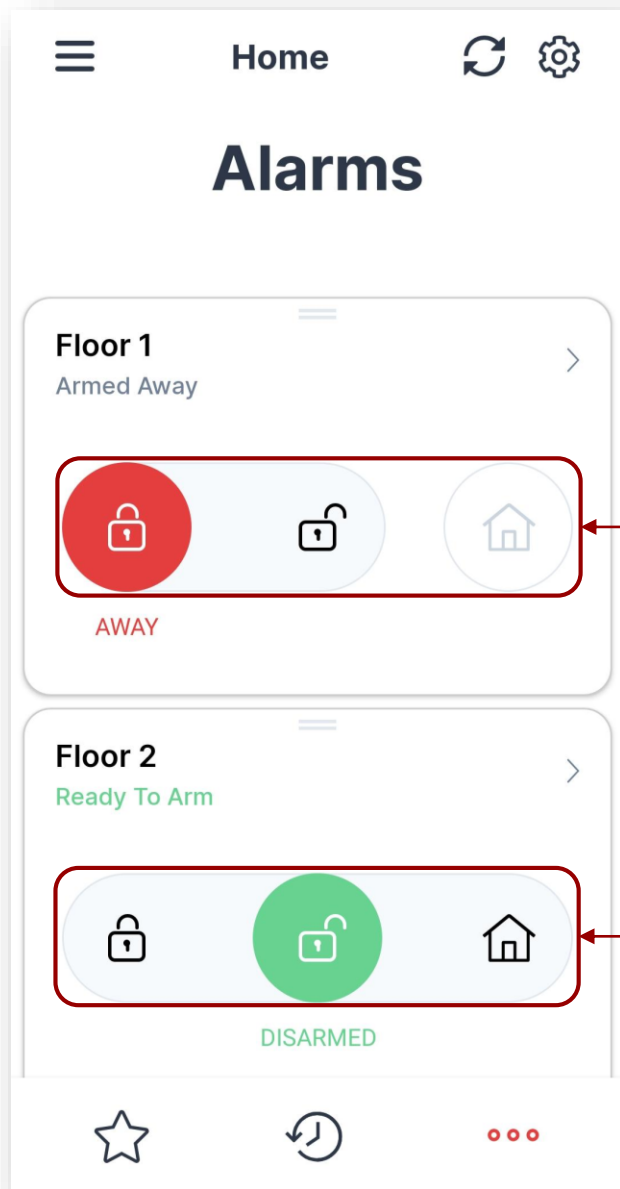 Home
Alarms
Floor 1
Armed Away
AWAY
Floor 2
Ready To Arm
DISARMED